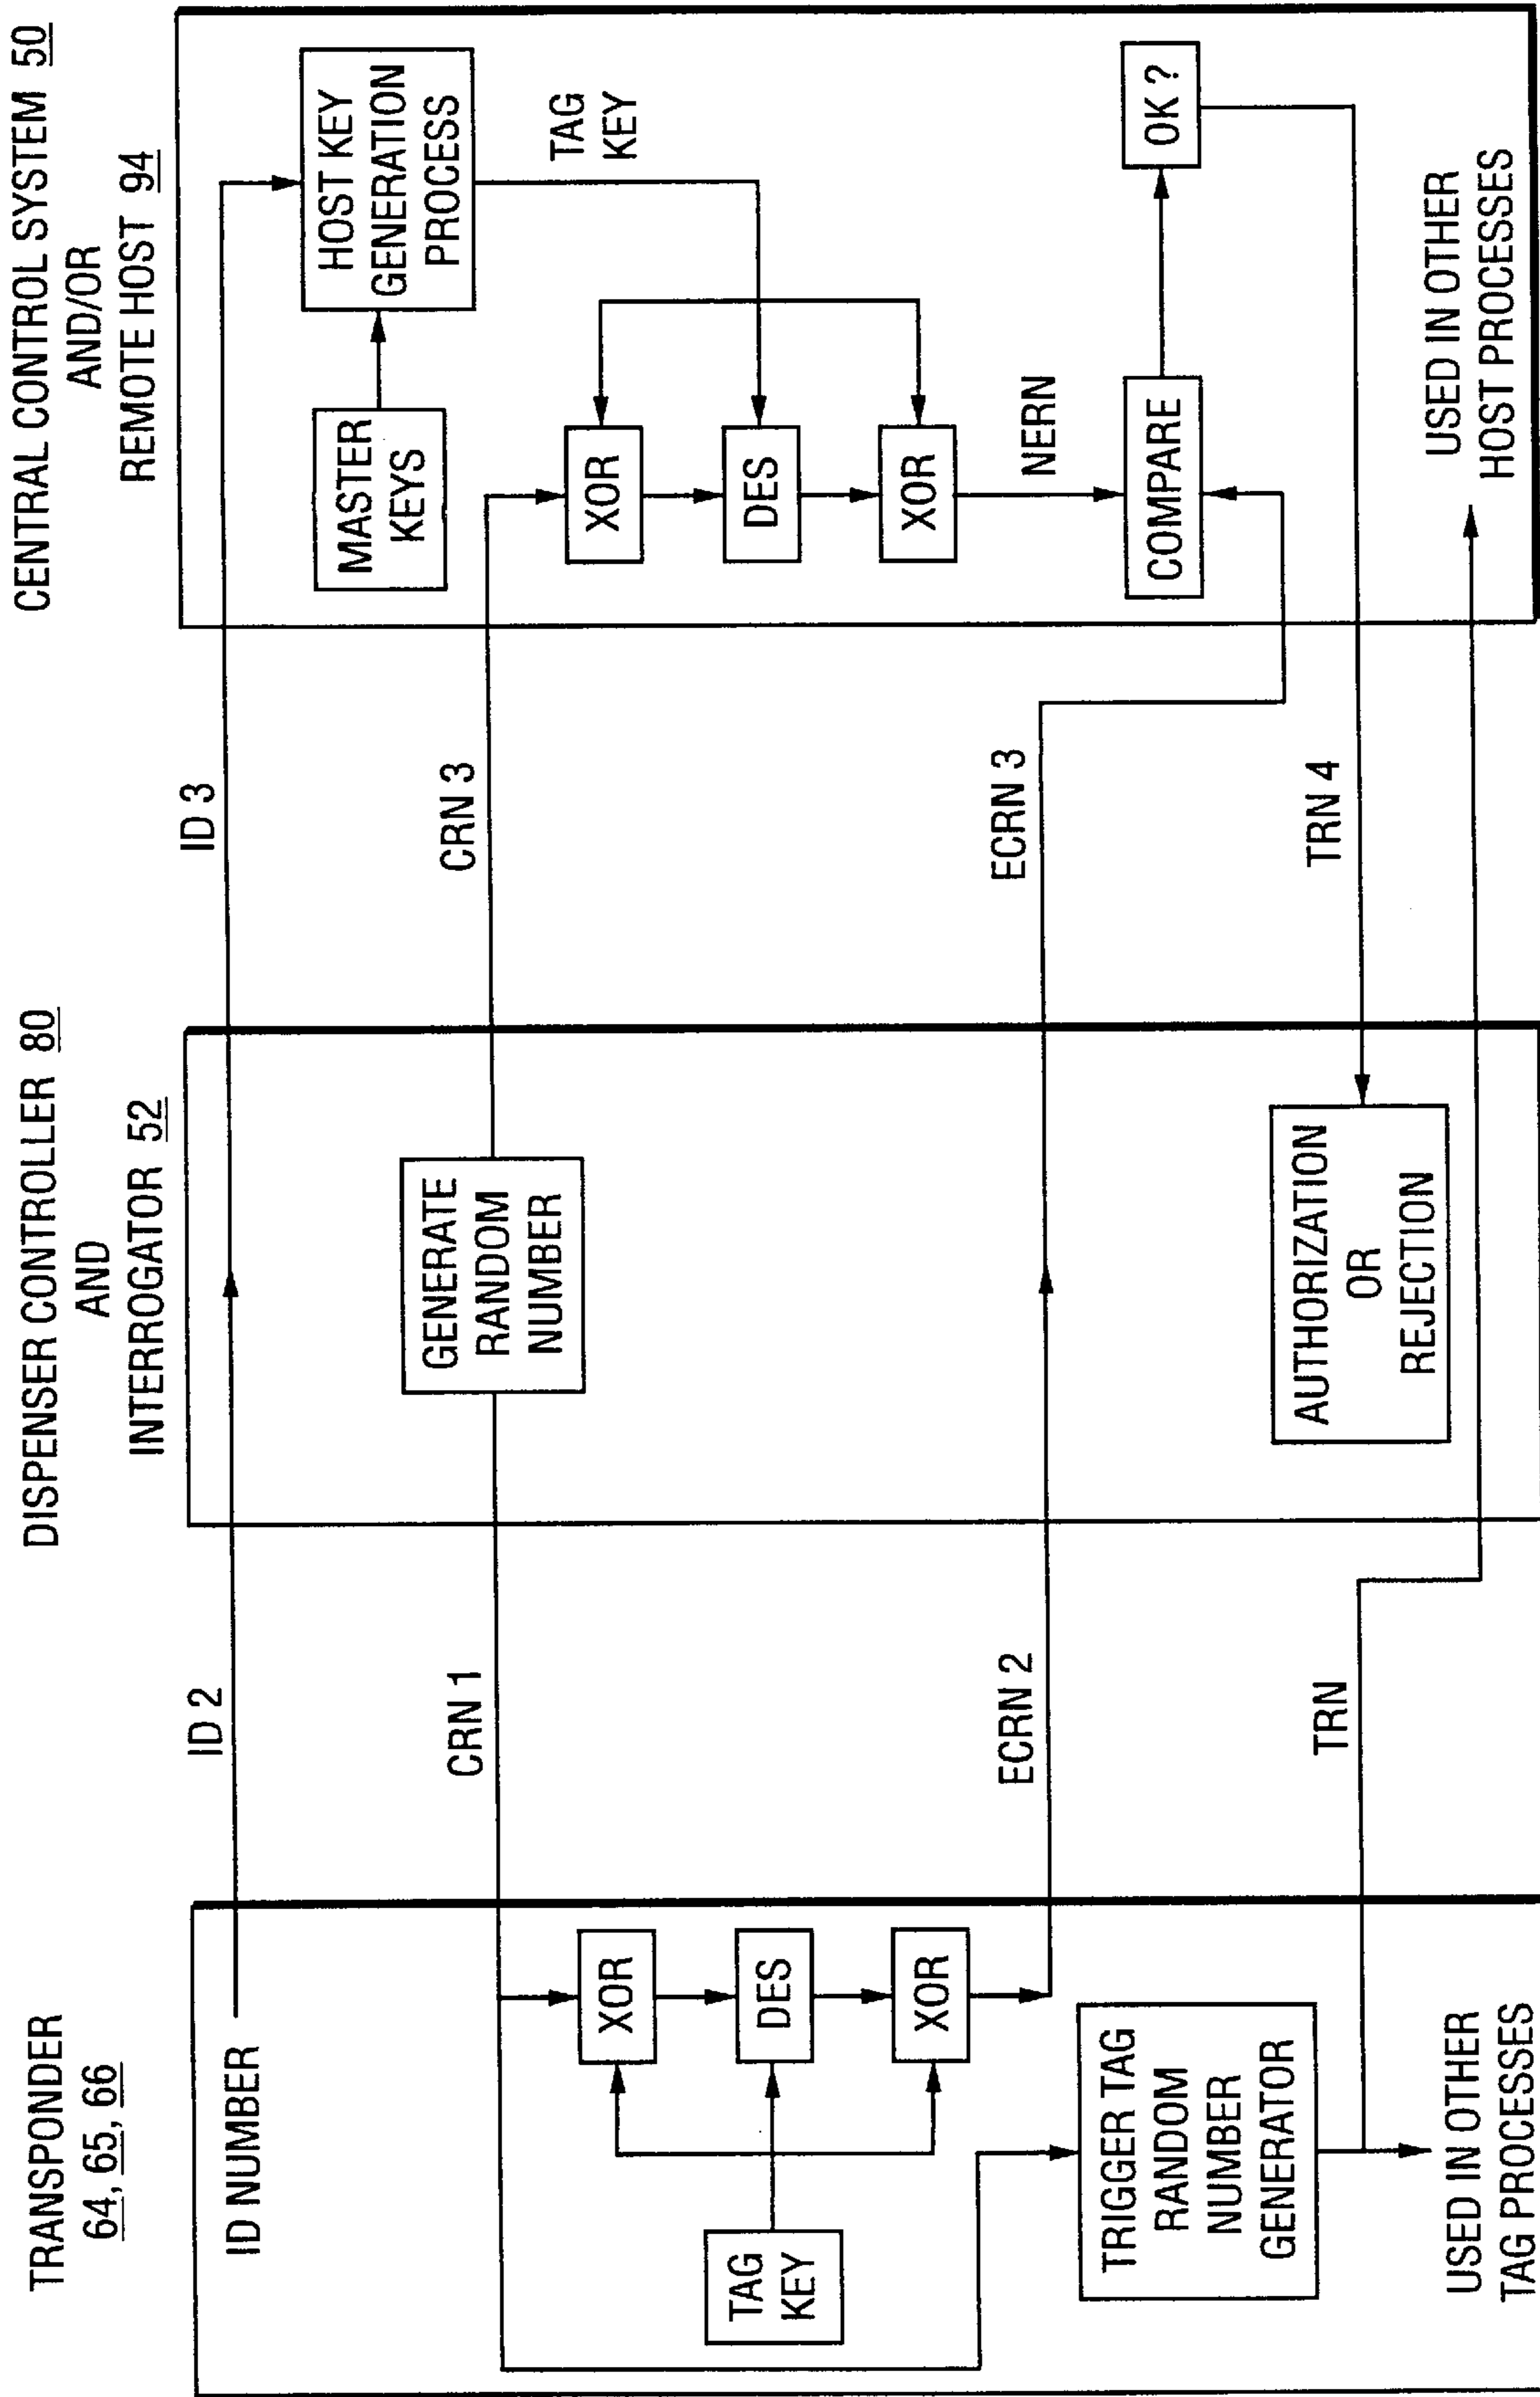 TRANSPONDER
64, 65, 66
ID NUMBER
XOR
DES
XOR
TAG
KEY
TRIGGER TAG
RANDOM
NUMBER
GENERATOR
USED IN OTHER
TAG PROCESSES
ID 2
CRN 1
ECRN 2
TRN
DISPENSER CONTROLLER 80
AND
INTERROGATOR 52
GENERATE
RANDOM
NUMBER
AUTHORIZATION
OR
REJECTION
ID 3
CRN 3
ECRN 3
TRN 4
CENTRAL CONTROL SYSTEM 50
AND/OR
REMOTE HOST 94
MASTER
KEYS
HOST KEY
GENERATION
PROCESS
TAG
KEY
XOR
DES
XOR
NERN
COMPARE
OK ?
USED IN OTHER
HOST PROCESSES